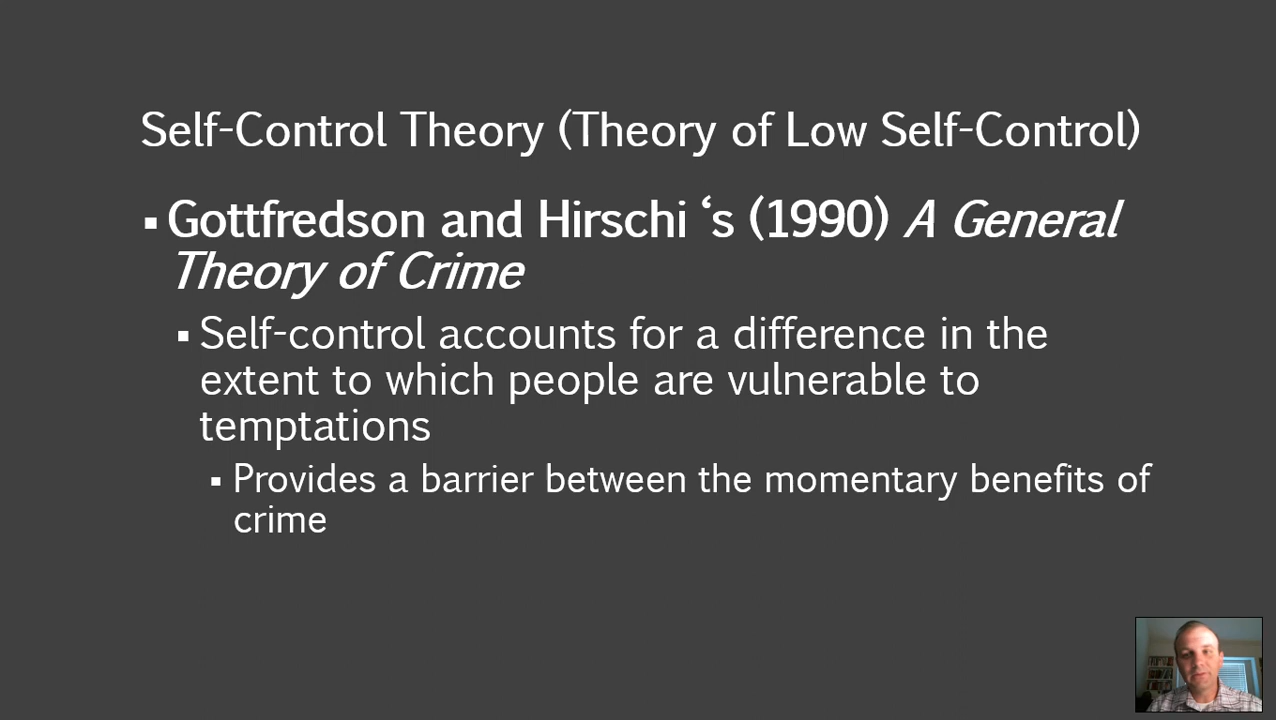 Self-Control Theory (Theory of Low Self-Control)
▪ Gottfredson and Hirschi ‘s (1990) A General
Theory of Crime
▪ Self-control accounts for a difference in the
extent to which people are vulnerable to
temptations
▪ Provides a barrier between the momentary benefits of
crime